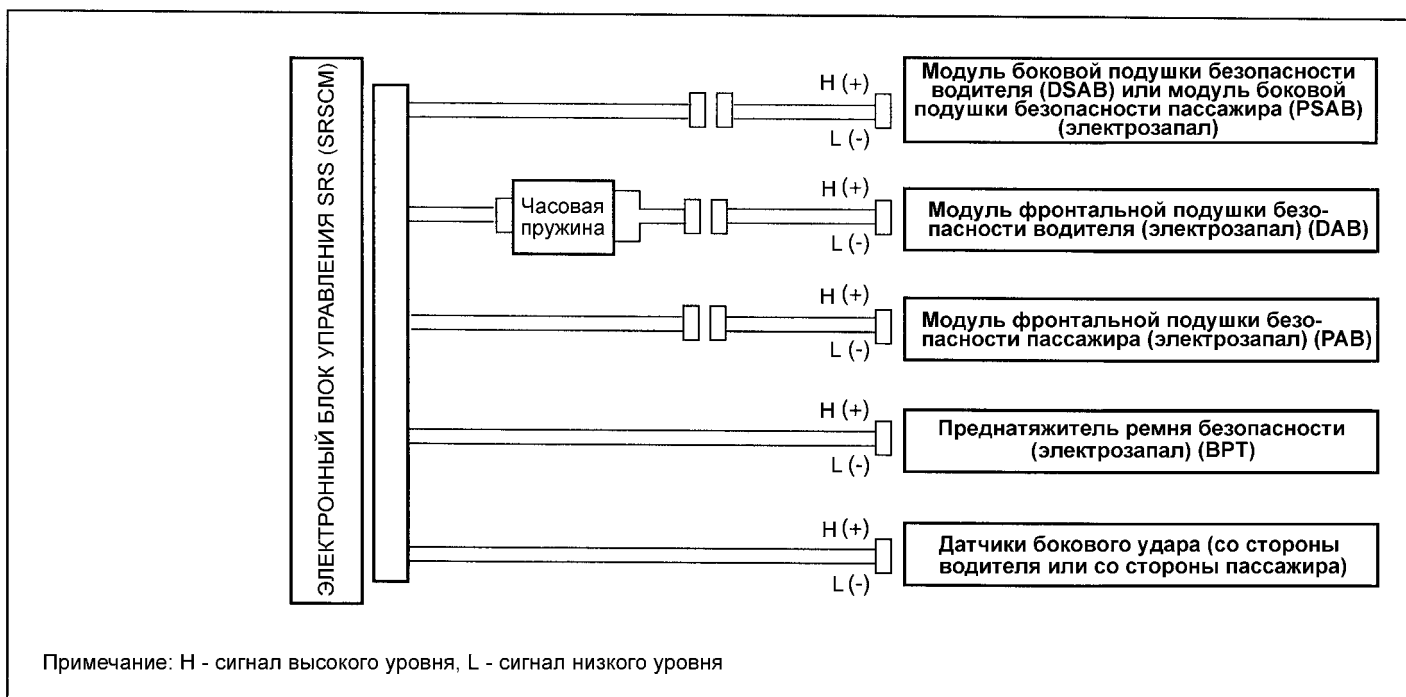 ЭЛЕКТРОННЫЙ БЛОК УПРАВЛЕНИЯ SRS (SRSCM)
H (+)
L (-)
Модуль боковой подушки безопасности
водителя (DSAB) или модуль боковой
подушки безопасности пассажира (PSAB)
(электрозапал)
Часовая
пружина
H (+)
L (-)
Модуль фронтальной подушки безо-
пасности водителя (электрозапал) (DAB)
H (+)
L (-)
Модуль фронтальной подушки безо-
пасности пассажира (электрозапал) (PAB)
H (+)
L (-)
Преднатяжитель ремня безопасности
(электрозапал) (BPT)
H (+)
L (-)
Датчики бокового удара (со стороны
водителя или со стороны пассажира)
Примечание: H - сигнал высокого уровня, L - сигнал низкого уровня